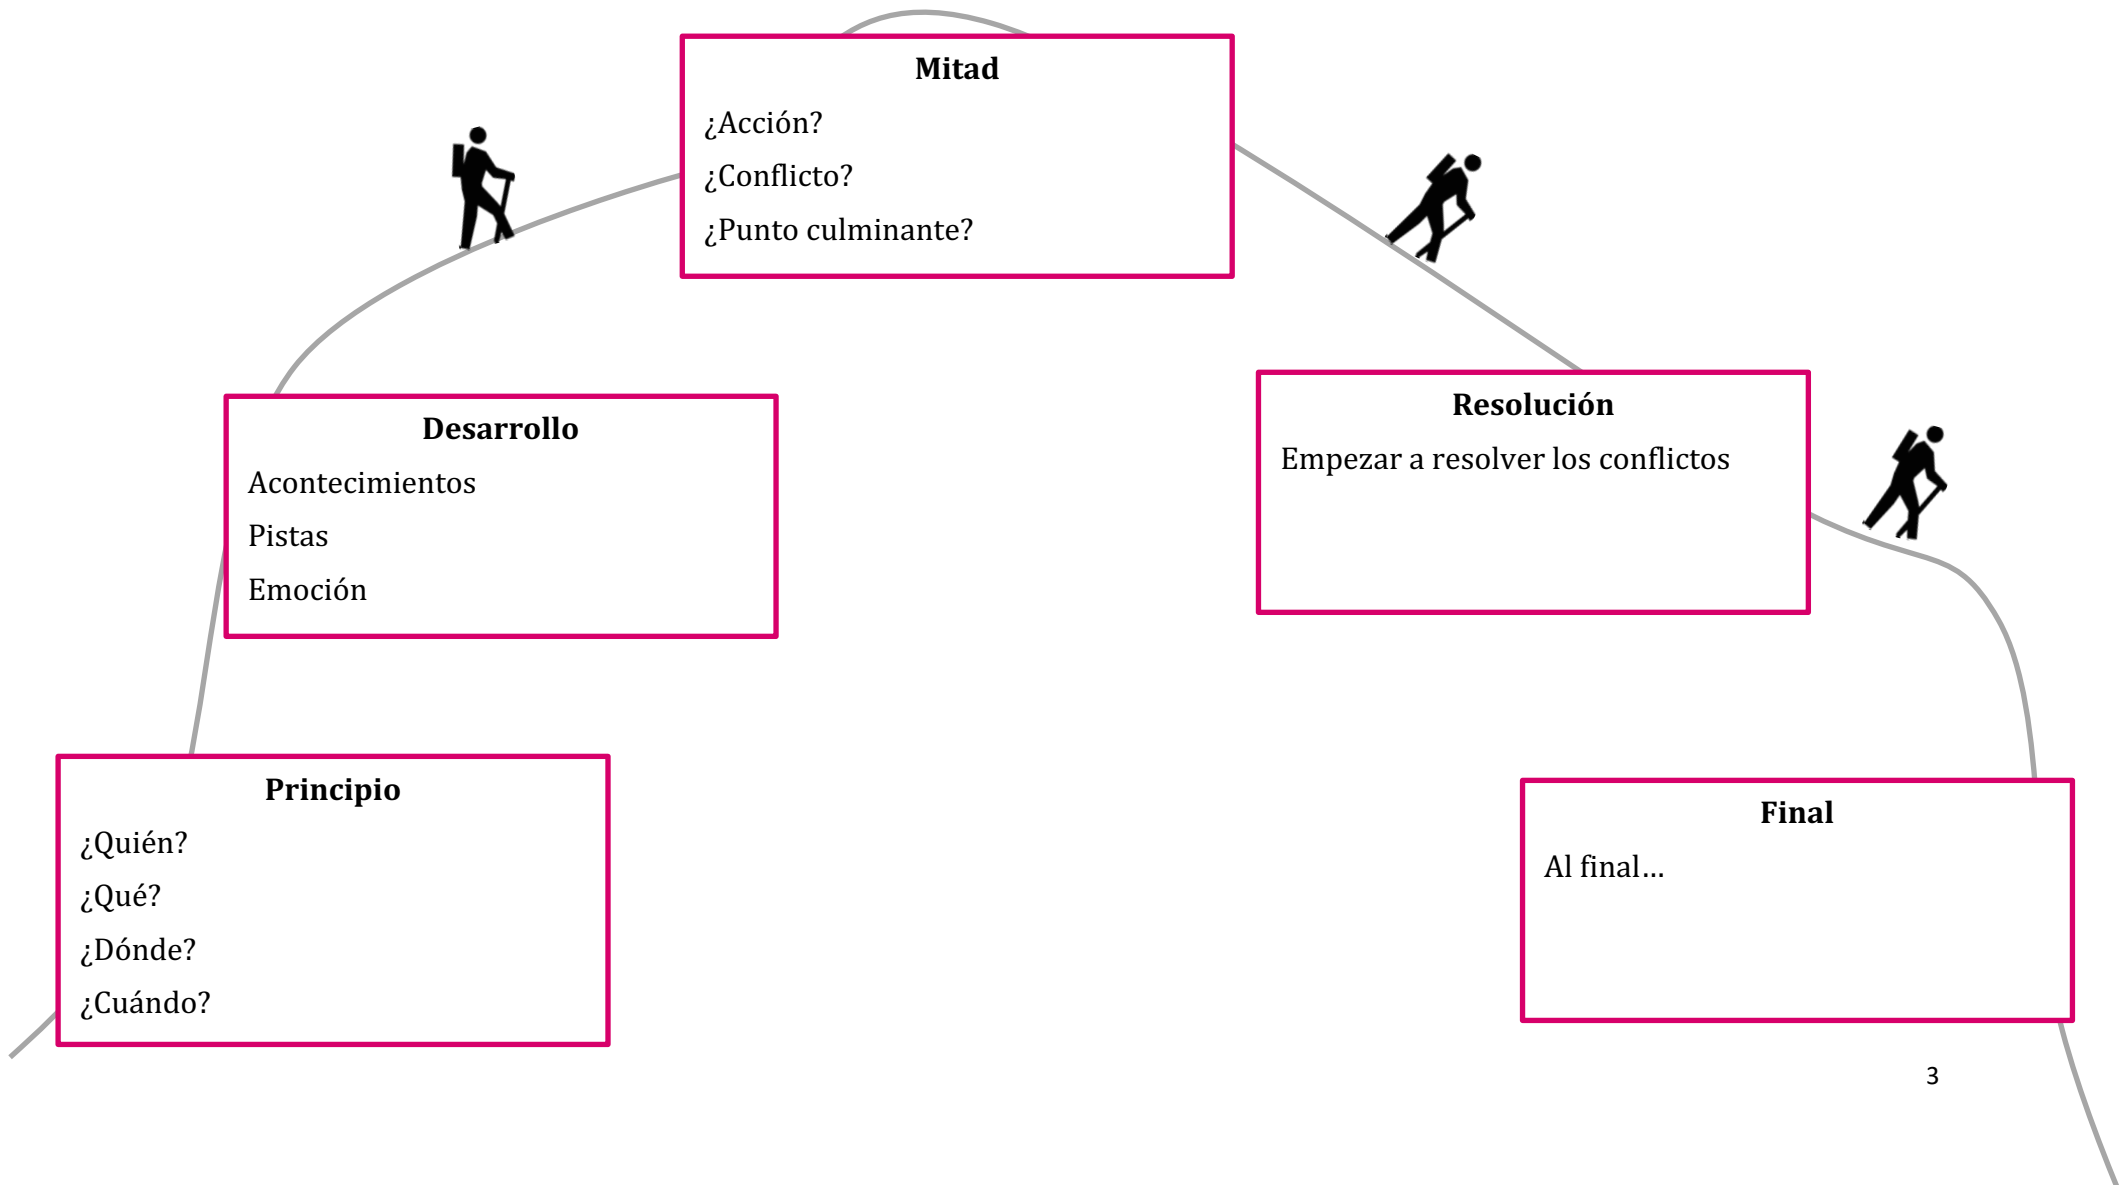 Mitad
¿Acción?
¿Conflicto?
¿Punto culminante?
Desarrollo
Acontecimientos
Pistas
Emoción
Resolución
Empezar a resolver los conflictos
Principio
¿Quién?
¿Qué?
¿Dónde?
¿Cuándo?
Final
Al final…
3